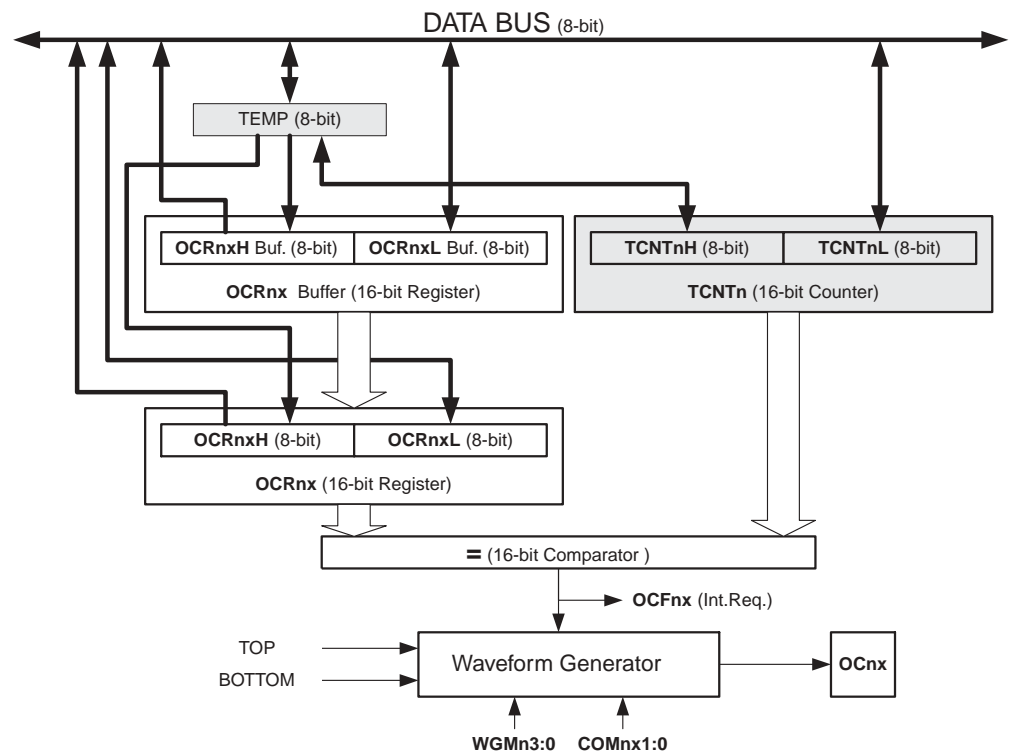 DATA BUS (8-bit)
TEMP (8-bit)
OCRnxH Buf. (8-bit)
OCRnxL Buf. (8-bit)
TCNTnH (8-bit)
TCNTnL (8-bit)
OCRnx Buffer (16-bit Register)
TCNTn (16-bit Counter)
OCRnxH (8-bit)
OCRnxL (8-bit)
OCRnx (16-bit Register)
= (16-bit Comparator )
OCFnx (Int.Req.)
TOP
BOTTOM
Waveform Generator
OCnx
WGMn3:0
COMnx1:0